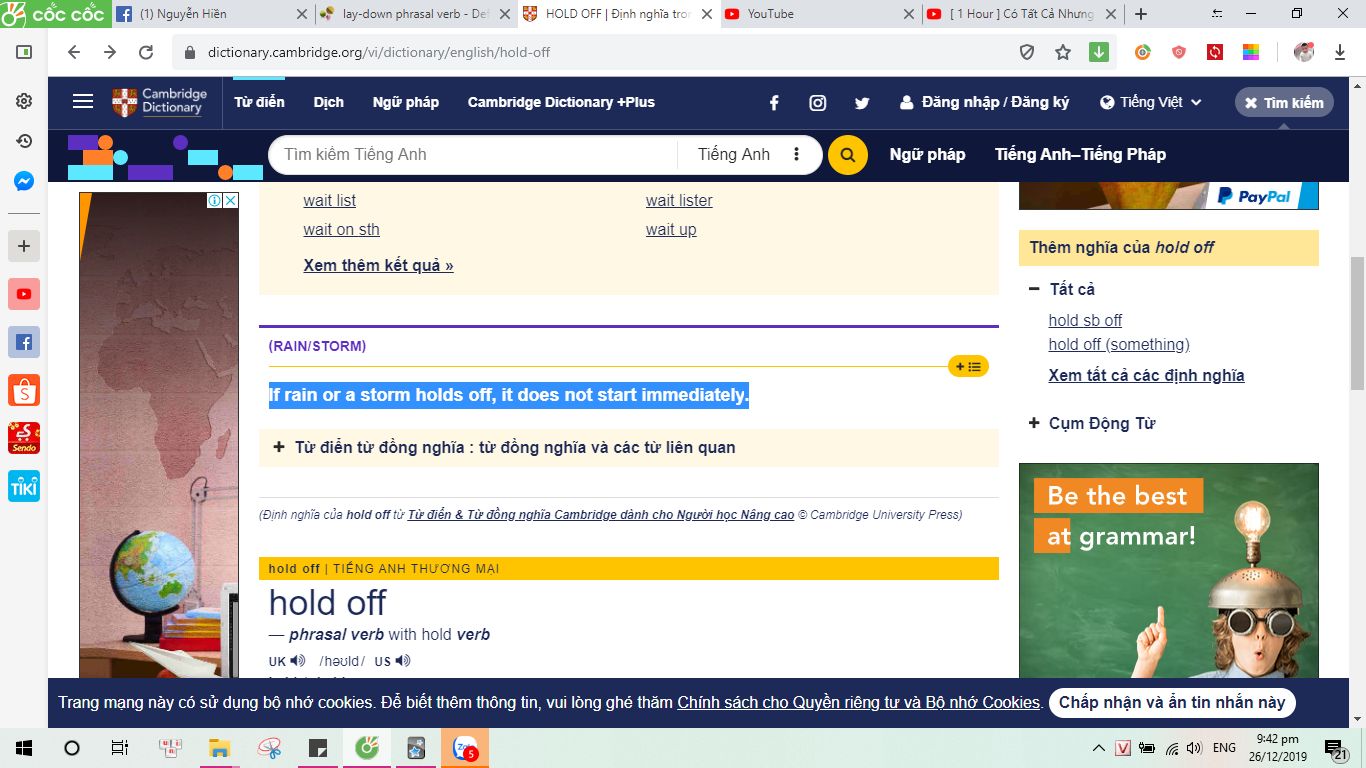 CỐC CỐC
(1) Nguyễn Hiền
lay-down phrasal verb - Def
HOLD OFF | Định nghĩa tron
YouTube
[ 1 Hour ] Có Tất Cả Nhưng
dictionary.cambridge.org/vi/dictionary/english/hold-off
Cambridge
Dictionary
Từ điển
Dịch
Ngữ pháp
Cambridge Dictionary +Plus
Đăng nhập / Đăng ký
Tiếng Việt
Tìm kiếm
Tìm kiếm Tiếng Anh
Tiếng Anh
Ngữ pháp
Tiếng Anh–Tiếng Pháp
wait list
wait lister
wait on sth
wait up
Xem thêm kết quả »
(RAIN/STORM)
If rain or a storm holds off, it does not start immediately.
+ Từ điển từ đồng nghĩa : từ đồng nghĩa và các từ liên quan
(Định nghĩa của hold off từ Từ điển & Từ đồng nghĩa Cambridge dành cho Người học Nâng cao © Cambridge University Press)
hold off | TIẾNG ANH THƯƠNG MẠI
hold off
— phrasal verb with hold verb
UK /həʊld/ US
PayPal
Thêm nghĩa của hold off
Tất cả
hold sb off
hold off (something)
Xem tất cả các định nghĩa
+ Cụm Động Từ
Be the best
at grammar!
Sendo
TIKI
Trang mạng này có sử dụng bộ nhớ cookies. Để biết thêm thông tin, vui lòng ghé thăm Chính sách cho Quyền riêng tư và Bộ nhớ Cookies.
Chấp nhận và ẩn tin nhắn này
5
ENG
9:42 pm
26/12/2019
21